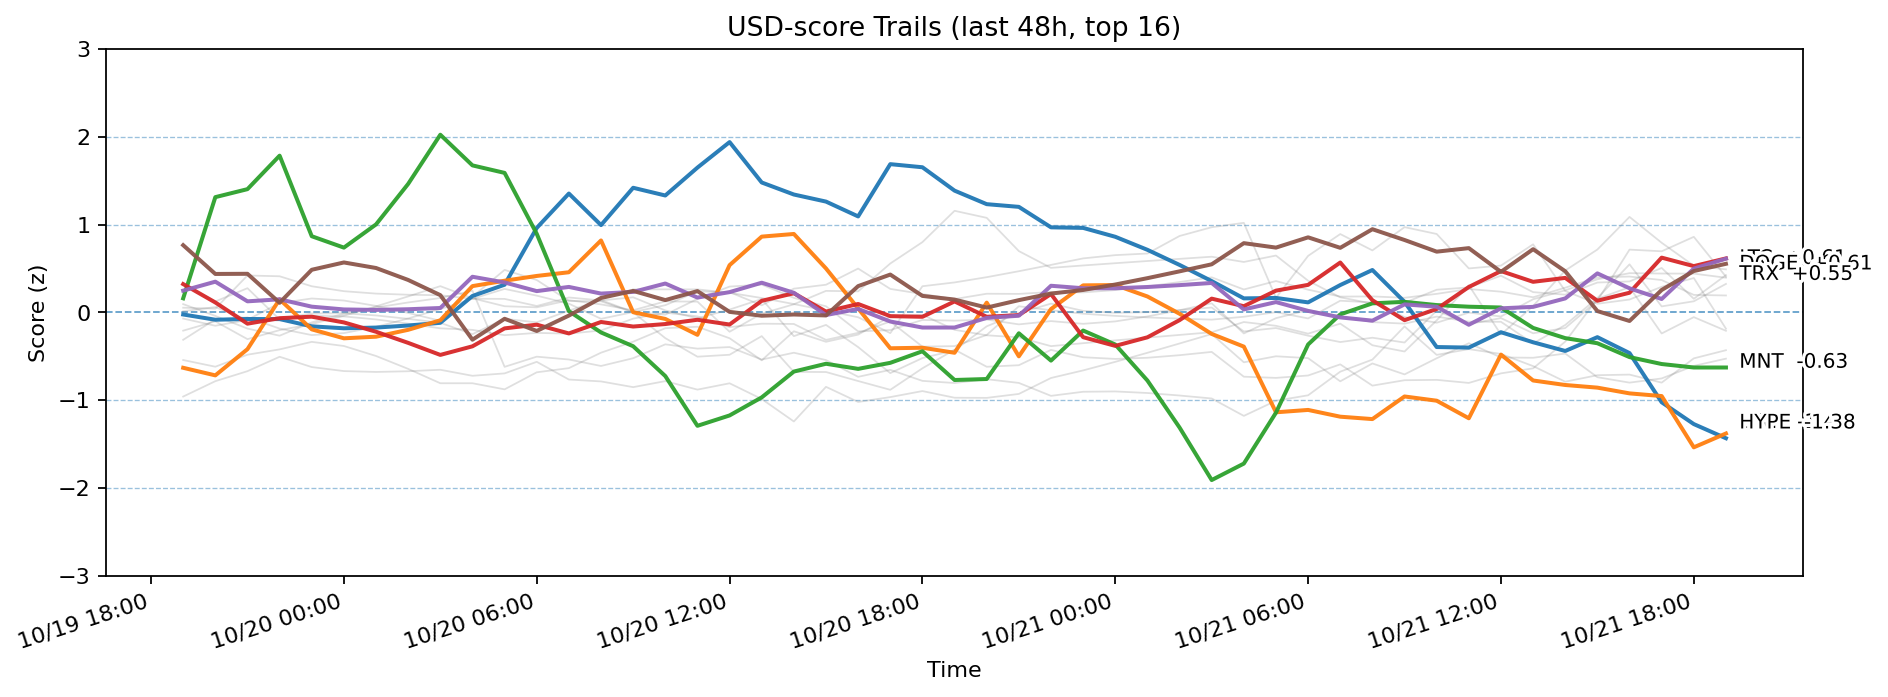 USD-score Trails (last 48h, top 16)
Score (z)
3
2
1
0
−1
−2
−3
TRX +0.55
MNT -0.63
HYPE -1.38
10/19 18:00
10/20 00:00
10/20 06:00
10/20 12:00
10/20 18:00
10/21 00:00
10/21 06:00
10/21 12:00
10/21 18:00
Time